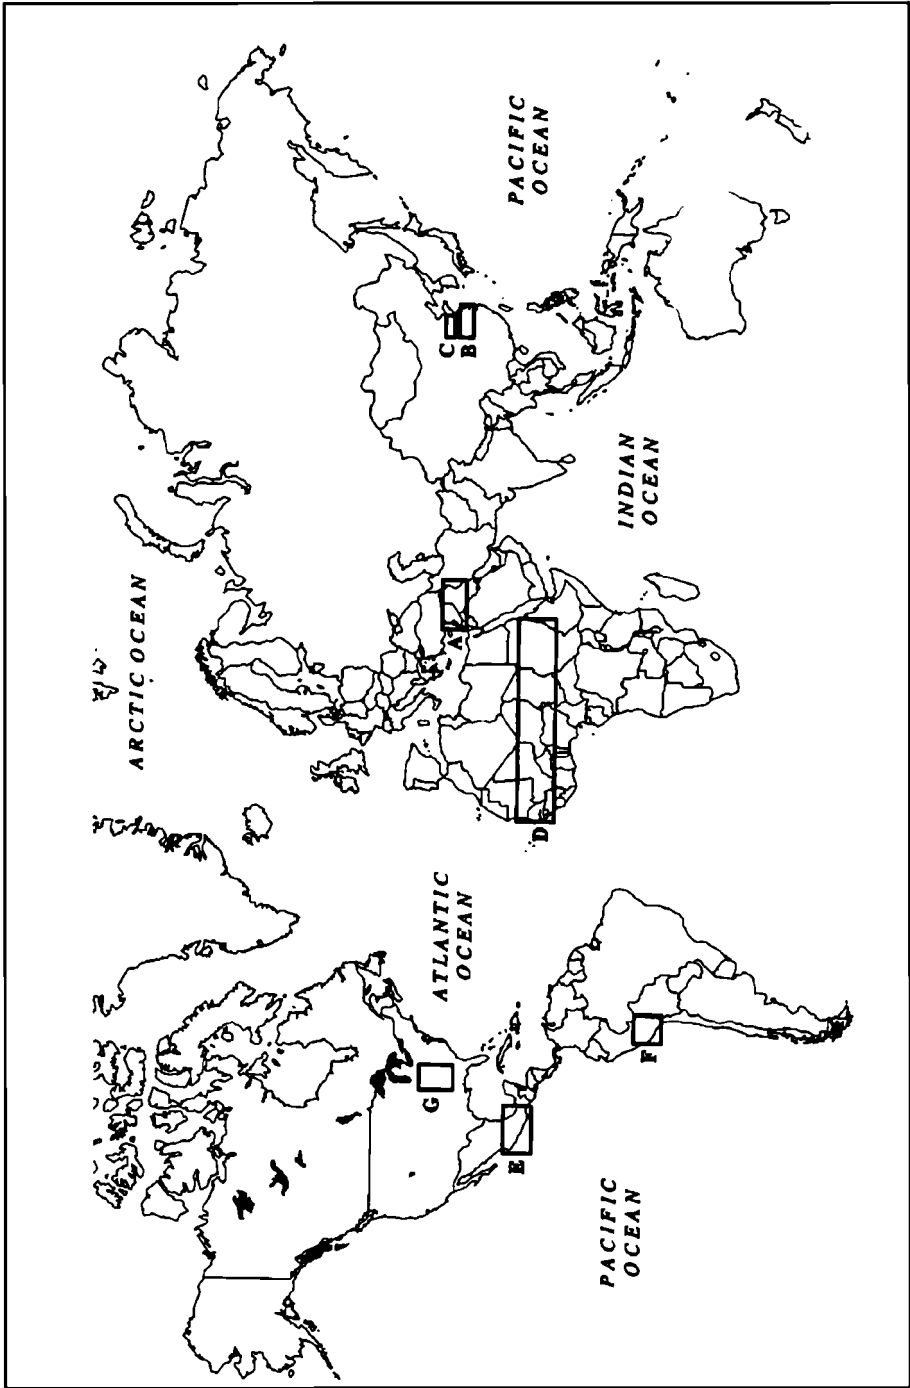 ARCTIC OCEAN
PACIFIC
OCEAN
ATLANTIC
OCEAN
PACIFIC
OCEAN
INDIAN
OCEAN
A
B
C
D
E
F
G